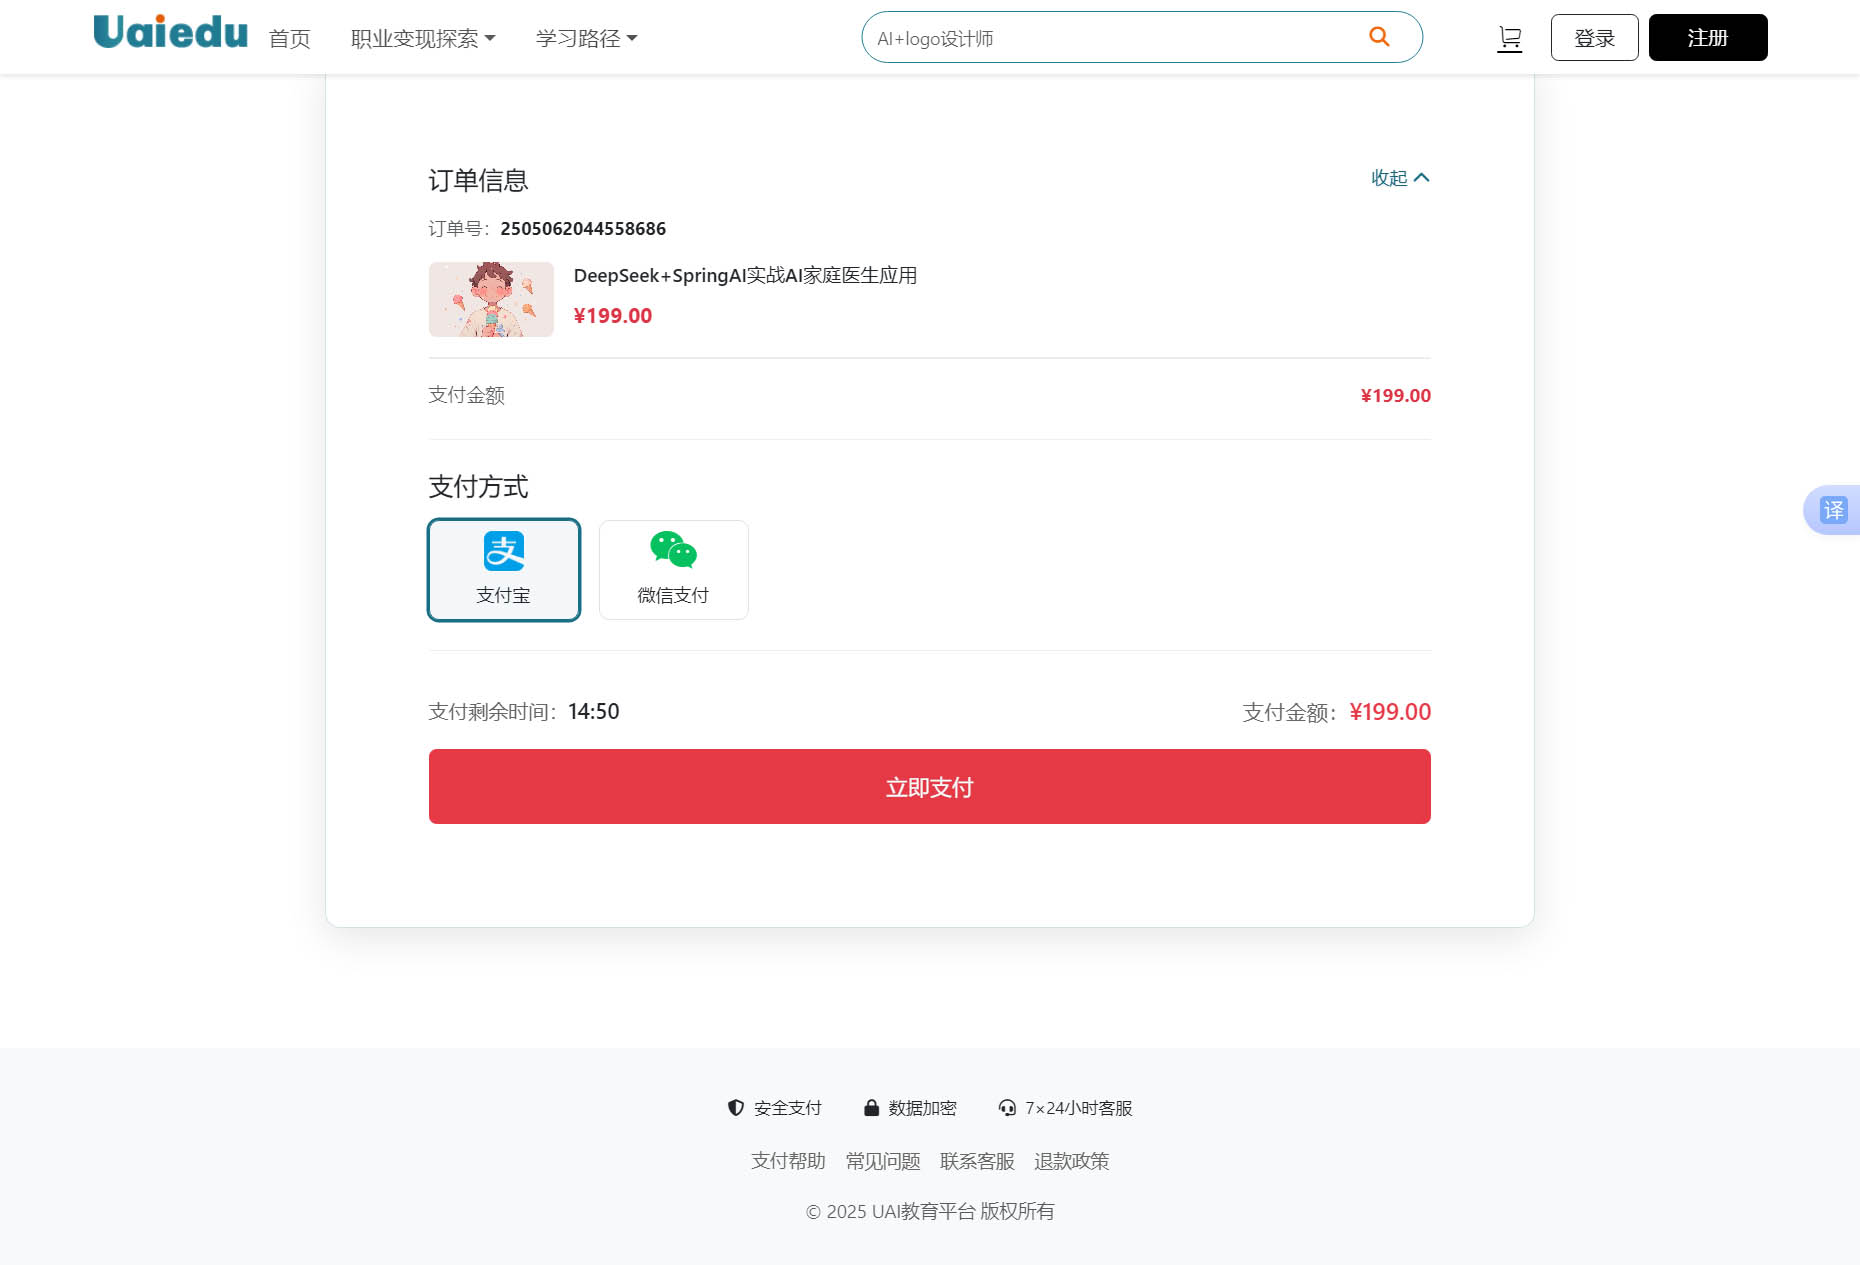 Uaiedu 首页 职业变现探索 学习路径 AI+logo设计师 登录 注册
订单信息 收起
订单号：2505062044558686
DeepSeek+SpringAI实战AI家庭医生应用
¥199.00
支付金额 ¥199.00
支付方式
支
支付宝 微信支付
译
支付剩余时间：14:50 支付金额：¥199.00
立即支付
安全支付 数据加密 7×24小时客服
支付帮助 常见问题 联系客服 退款政策
© 2025 UAI教育平台 版权所有